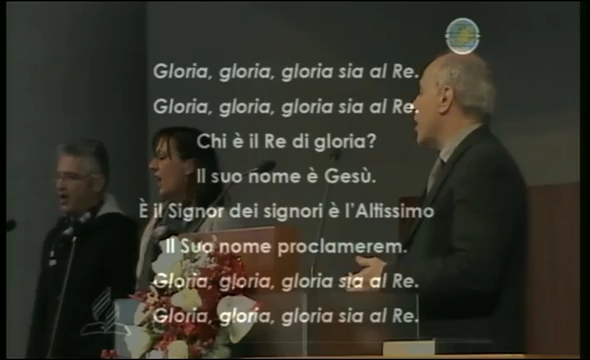 Gloria, gloria, gloria sia al Re.
Gloria, gloria, gloria sia al Re.
Chi è il Re di gloria?
Il suo nome è Gesù.
È il Signor dei signori è l'Altissimo
Il Suo nome proclamerem.
Gloria, gloria, gloria sia al Re.
Gloria, gloria, gloria sia al Re.